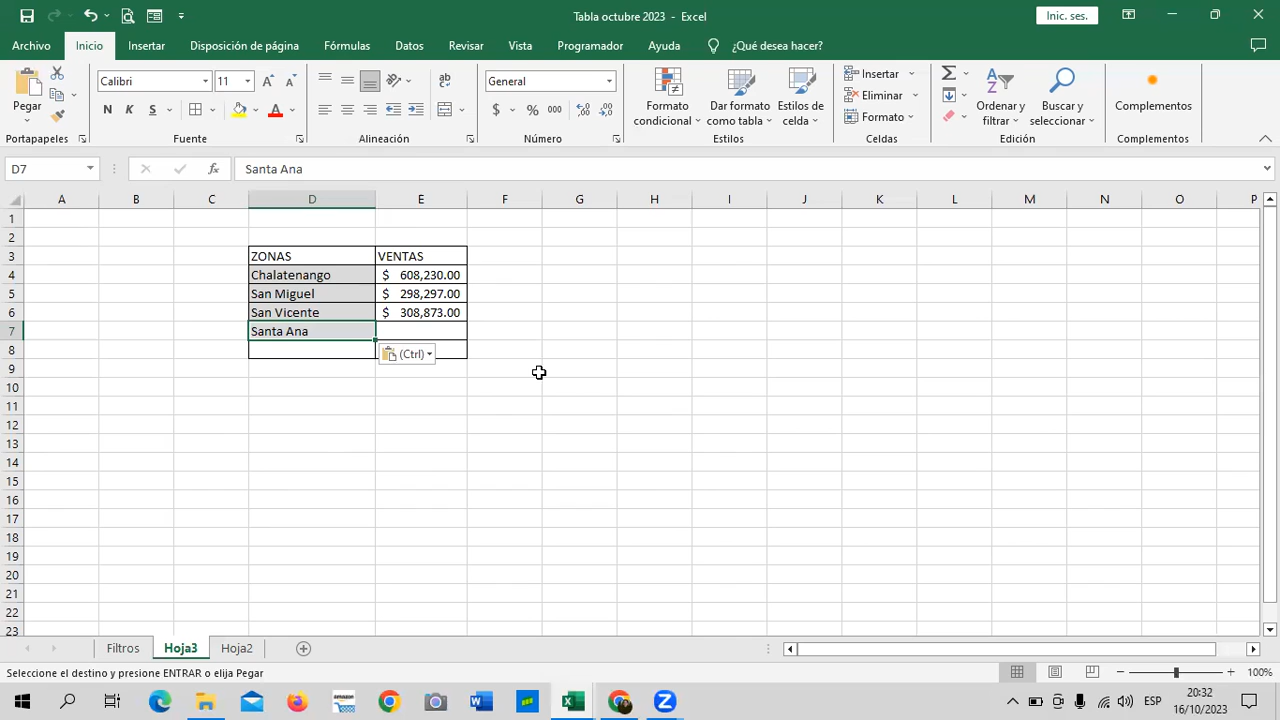 Tabla octubre 2023 - Excel
Inic. ses.
Archivo Inicio Insertar Disposición de página Fórmulas Datos Revisar Vista Programador Ayuda ¿Qué desea hacer?
Pegar
Calibri 11
General
Formato condicional
Dar formato como tabla
Estilos de celda
Insertar
Eliminar
Formato
Ordenar y filtrar
Buscar y seleccionar
Complementos
N K S
$ % 000
Portapapeles Fuente Alineación Número Estilos Celdas Edición Complementos
D7 fx Santa Ana
A B C D E F G H I J K L M N O P
1
2
3 ZONAS VENTAS
4 Chalatenango $ 608,230.00
5 San Miguel $ 298,297.00
6 San Vicente $ 308,873.00
7 Santa Ana
8 (Ctrl)
9
10
11
12
13
14
15
16
17
18
19
20
21
22
23
Filtros Hoja3 Hoja2
Seleccione el destino y presione ENTRAR o elija Pegar 100%
ESP 20:32
16/10/2023